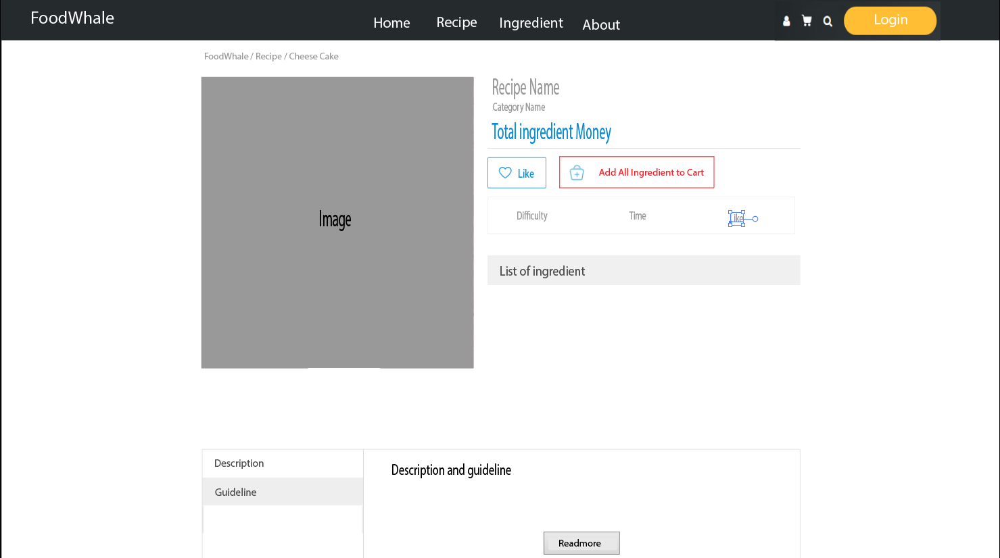 FoodWhale
Home Recipe Ingredient About
Login
FoodWhale / Recipe / Cheese Cake
Recipe Name
Category Name
Total ingredient Money
Like
Add All Ingredient to Cart
Image
Difficulty Time Like
List of ingredient
Description
Guideline
Description and guideline
Readmore